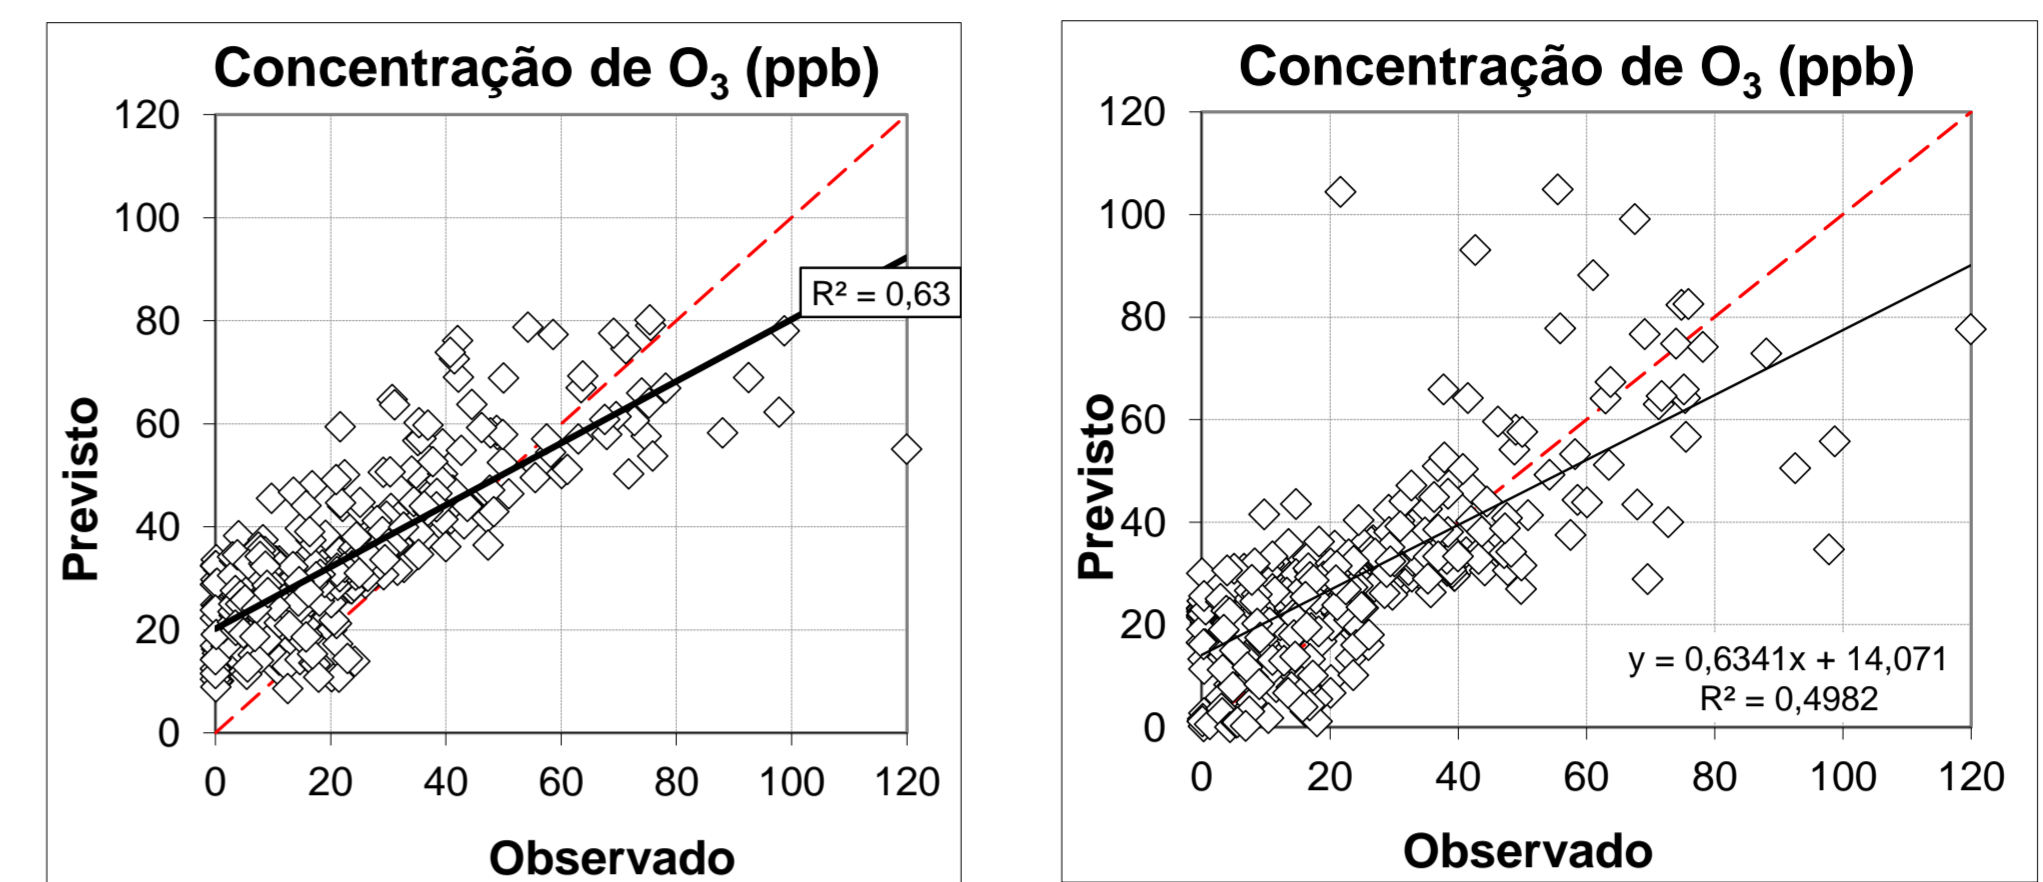 Concentração de O₃ (ppb)
120
100
80
60
40
20
0
Previsto
R² = 0,63
0 20 40 60 80 100 120
Observado
Concentração de O₃ (ppb)
120
100
80
60
40
20
0
Previsto
y = 0,6341x + 14,071
R² = 0,4982
0 20 40 60 80 100 120
Observado